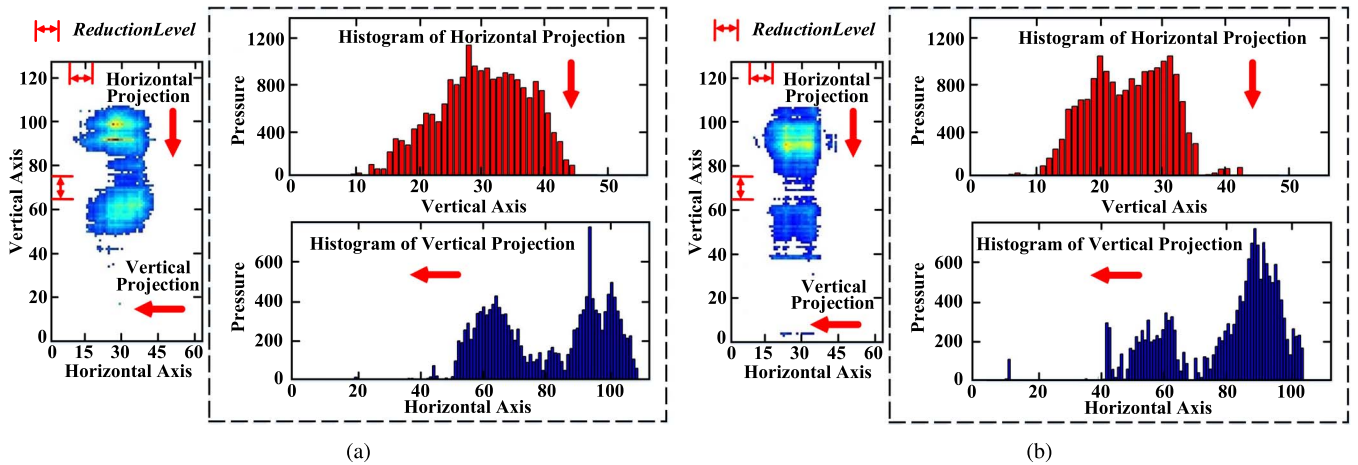 ReductionLevel
120
100
80
60
40
20
0
Vertical Axis
Horizontal
Projection
Vertical
Projection
0 15 30 45 60
Horizontal Axis
1200
800
400
0
Pressure
Histogram of Horizontal Projection
0 10 20 30 40 50
Vertical Axis
600
400
200
0
Pressure
Histogram of Vertical Projection
0 20 40 60 80 100
Horizontal Axis
(a)
ReductionLevel
120
100
80
60
40
20
0
Vertical Axis
Horizontal
Projection
Vertical
Projection
0 15 30 45 60
Horizontal Axis
1200
800
400
0
Pressure
Histogram of Horizontal Projection
0 10 20 30 40 50
Vertical Axis
600
400
200
0
Pressure
Histogram of Vertical Projection
0 20 40 60 80 100
Horizontal Axis
(b)